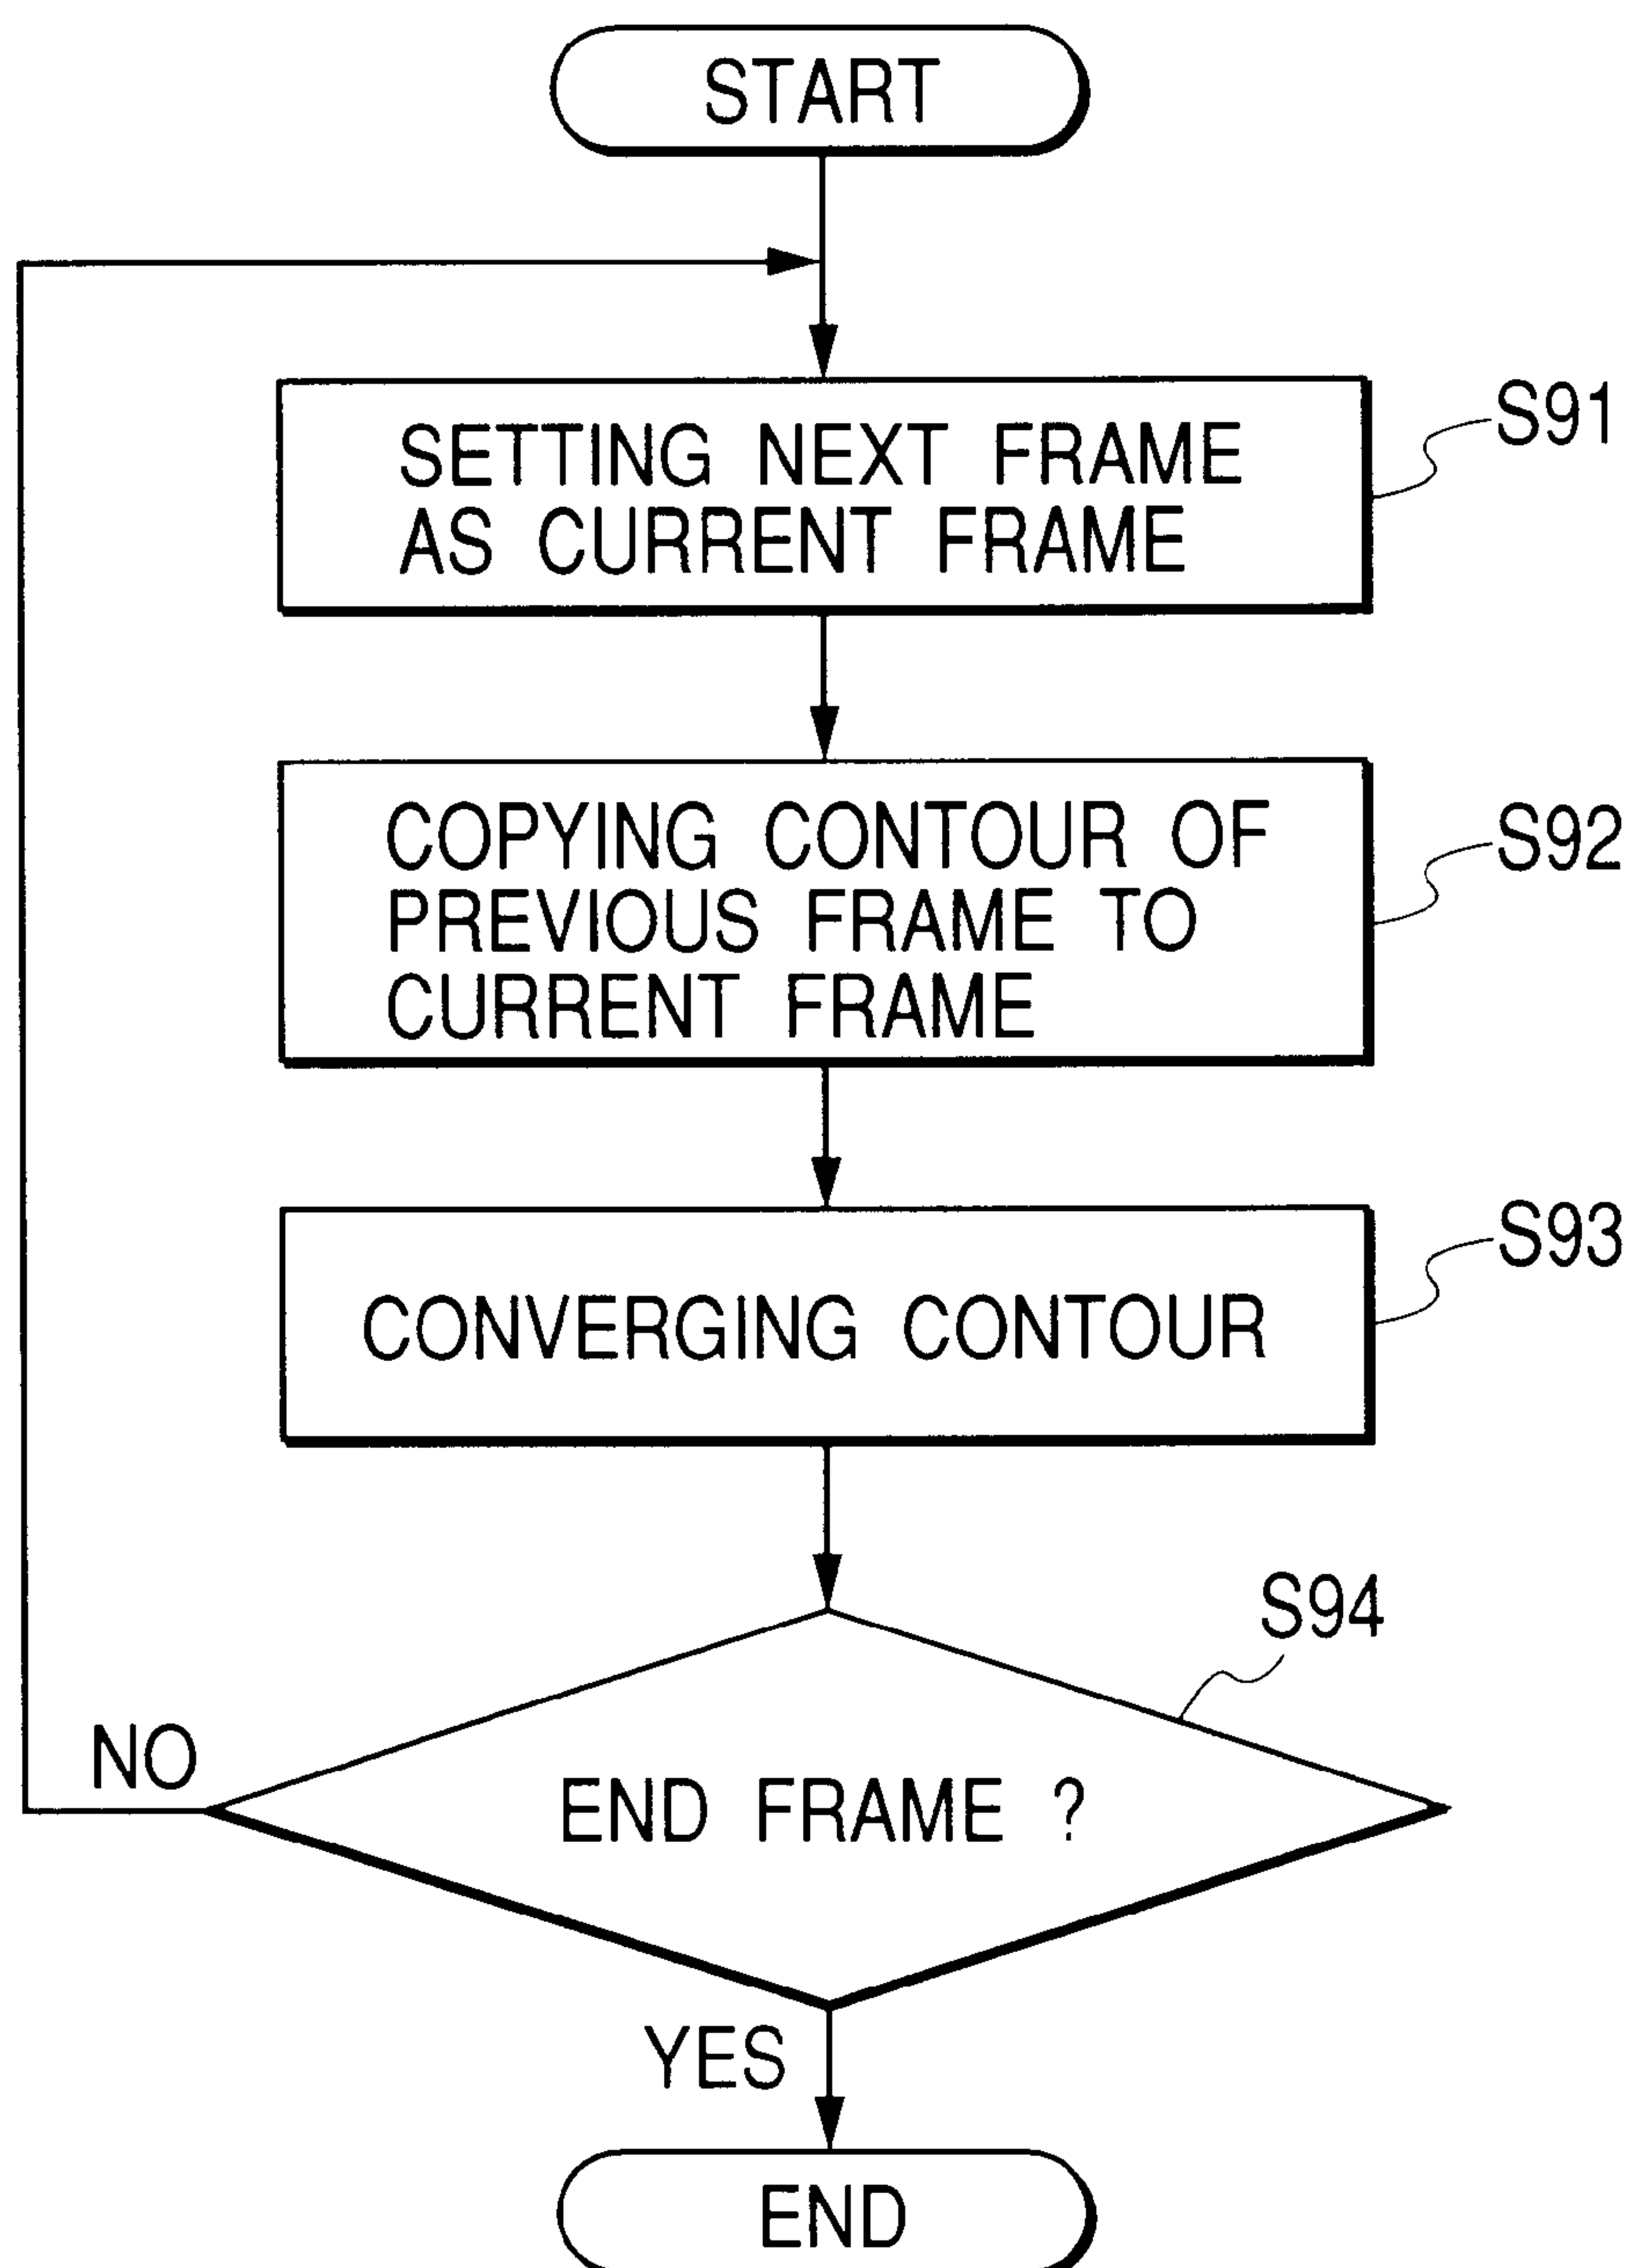 START
SETTING NEXT FRAME
AS CURRENT FRAME
S91
COPYING CONTOUR OF
PREVIOUS FRAME TO
CURRENT FRAME
S92
CONVERGING CONTOUR
S93
S94
END FRAME ?
NO
YES
END